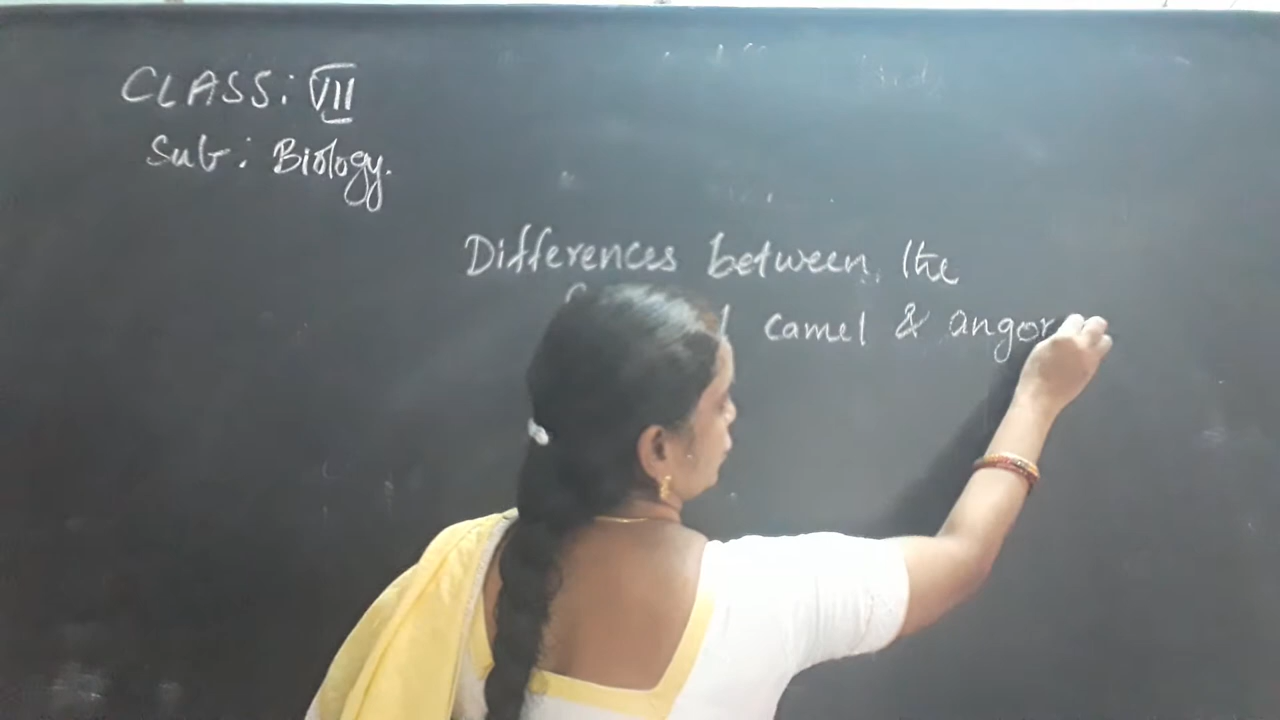 CLASS: VII
Sub: Biology.
Differences between the
camel & angor